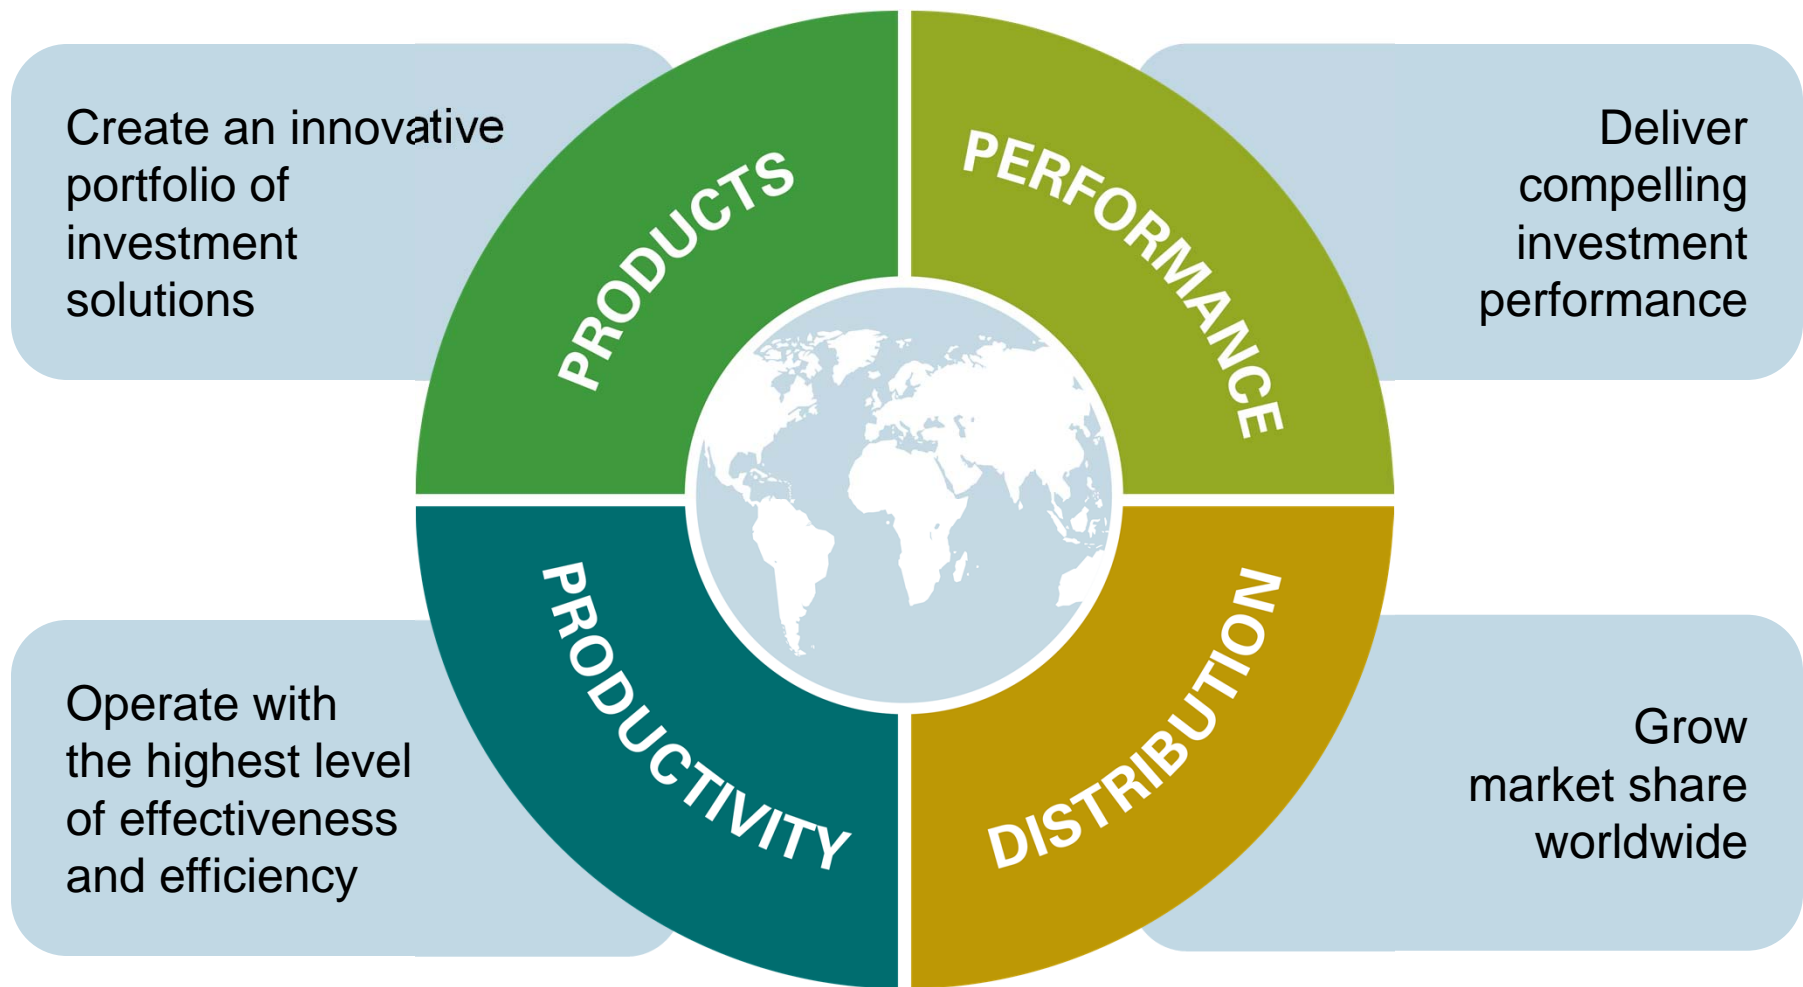 Create an innovative
portfolio of
investment
solutions
PRODUCTS
PERFORMANCE
Deliver
compelling
investment
performance
Operate with
the highest level
of effectiveness
and efficiency
PRODUCTIVITY
DISTRIBUTION
Grow
market share
worldwide